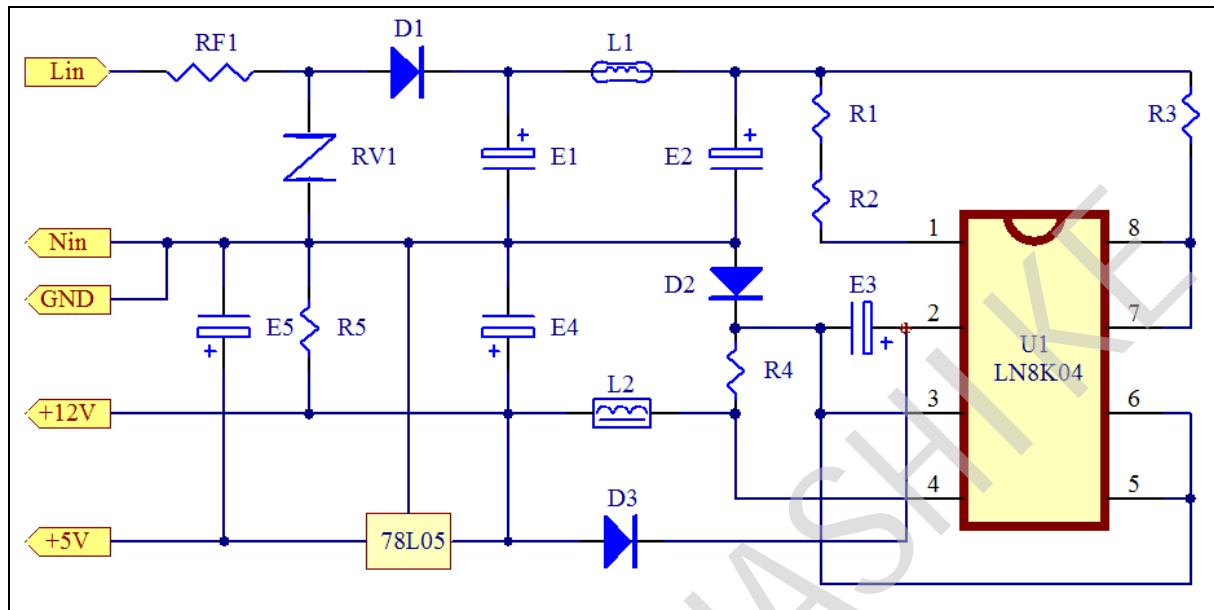 D1
L1
RF1
Lin
RV1
E1
E2
R1
R3
R2
Nin
1
8
GND
D2
E3
E5
R5
E4
2
7
U1
LN8K04
R4
L2
+12V
3
6
4
5
D3
+5V
78L05